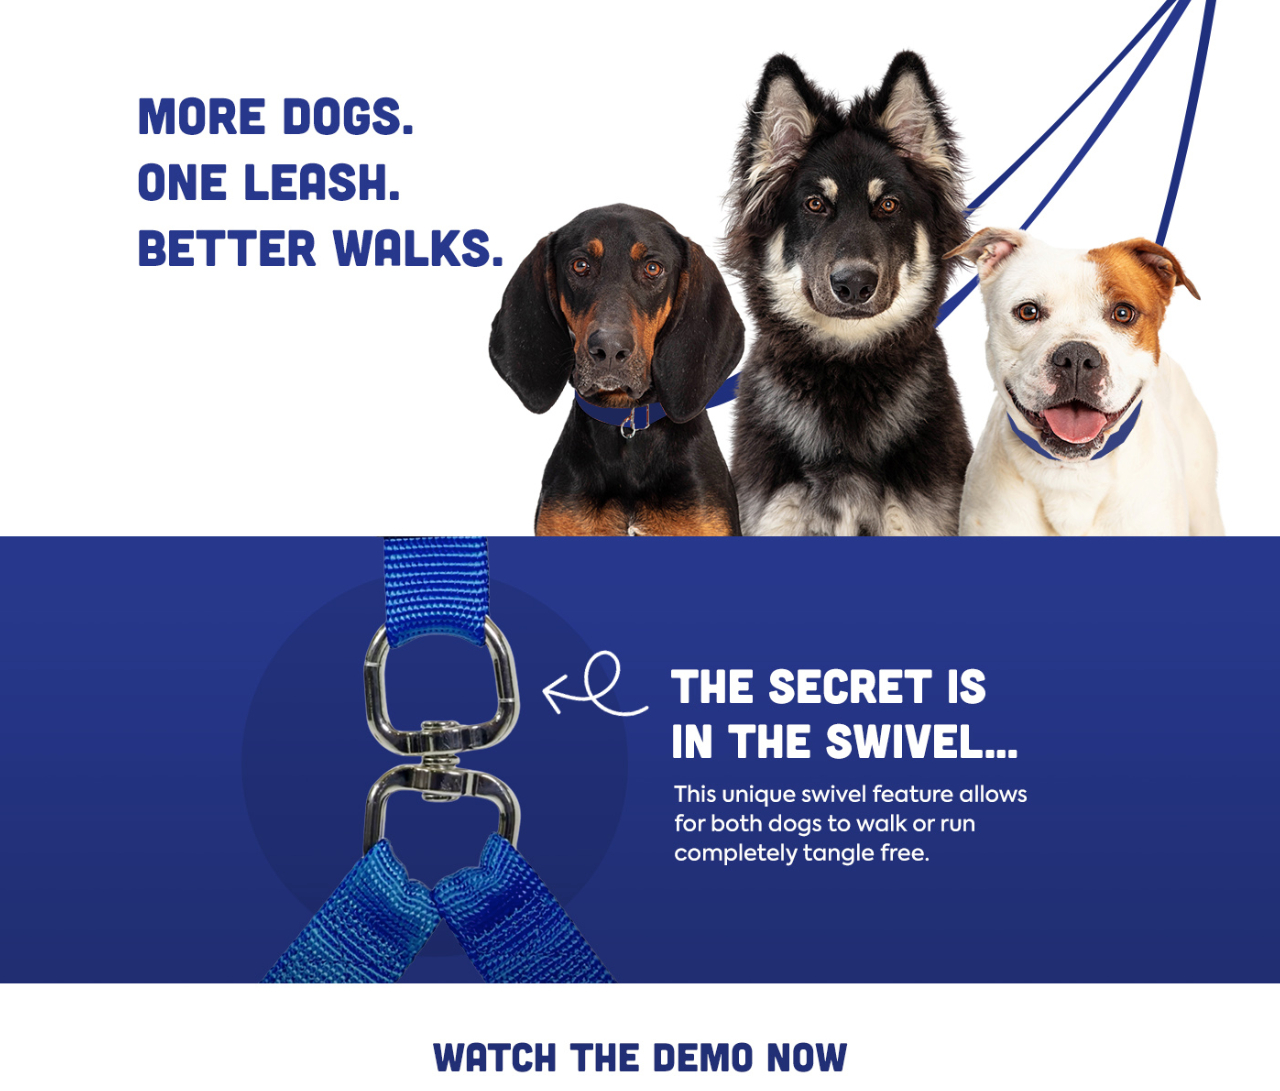 MORE DOGS.
ONE LEASH.
BETTER WALKS.
THE SECRET IS
IN THE SWIVEL...
This unique swivel feature allows
for both dogs to walk or run
completely tangle free.
WATCH THE DEMO NOW